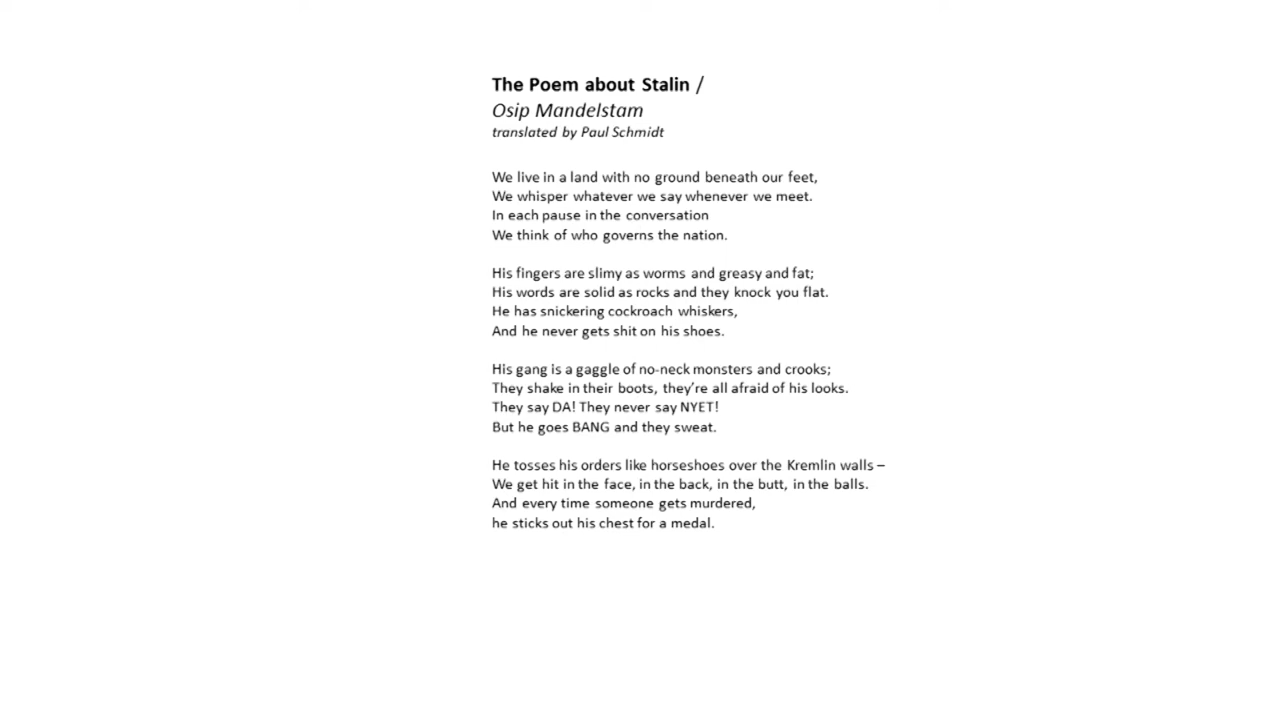 The Poem about Stalin /
Osip Mandelstam
translated by Paul Schmidt
We live in a land with no ground beneath our feet,
We whisper whatever we say whenever we meet.
In each pause in the conversation
We think of who governs the nation.
His fingers are slimy as worms and greasy and fat;
His words are solid as rocks and they knock you flat.
He has snickering cockroach whiskers,
And he never gets shit on his shoes.
His gang is a gaggle of no-neck monsters and crooks;
They shake in their boots, they’re all afraid of his looks.
They say DA! They never say NYET!
But he goes BANG and they sweat.
He tosses his orders like horseshoes over the Kremlin walls –
We get hit in the face, in the back, in the butt, in the balls.
And every time someone gets murdered,
he sticks out his chest for a medal.